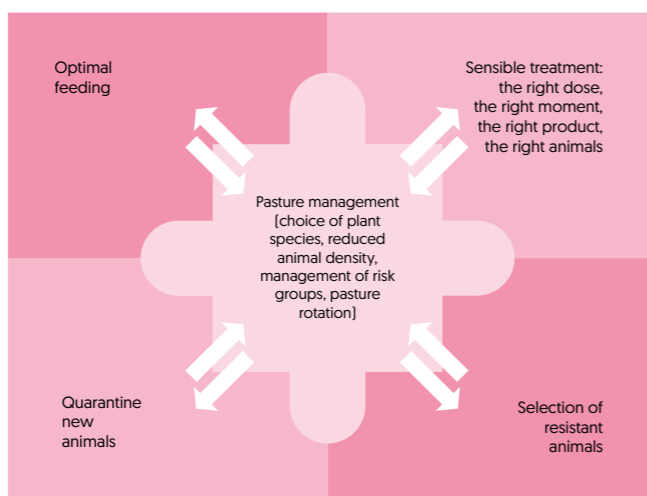 Optimal
feeding
Sensible treatment:
the right dose,
the right moment,
the right product,
the right animals
Pasture management
(choice of plant
species, reduced
animal density,
management of risk
groups, pasture
rotation)
Quarantine
new
animals
Selection of
resistant
animals